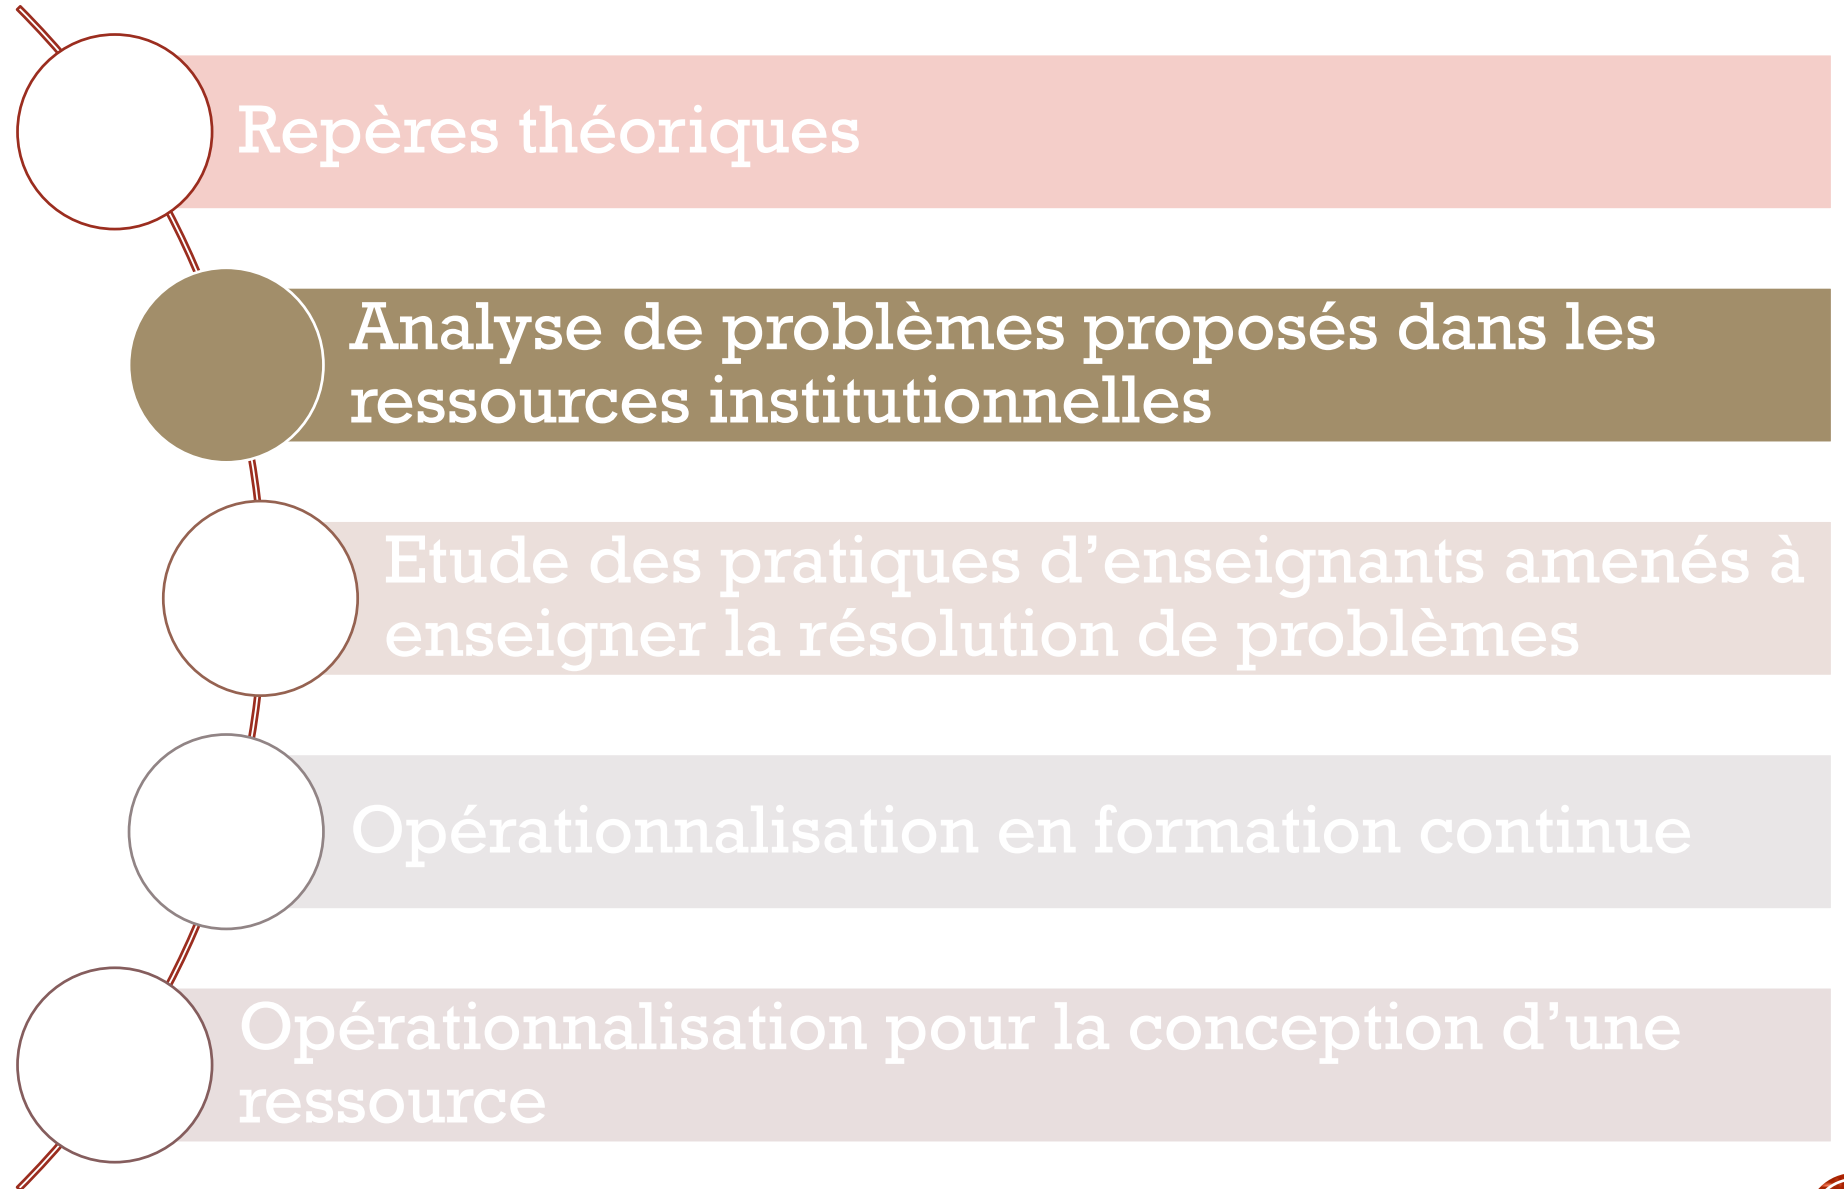 Repères théoriques
Analyse de problèmes proposés dans les
ressources institutionnelles
Etude des pratiques d’enseignants amenés à
enseigner la résolution de problèmes
Opérationnalisation en formation continue
Opérationnalisation pour la conception d’une
ressource